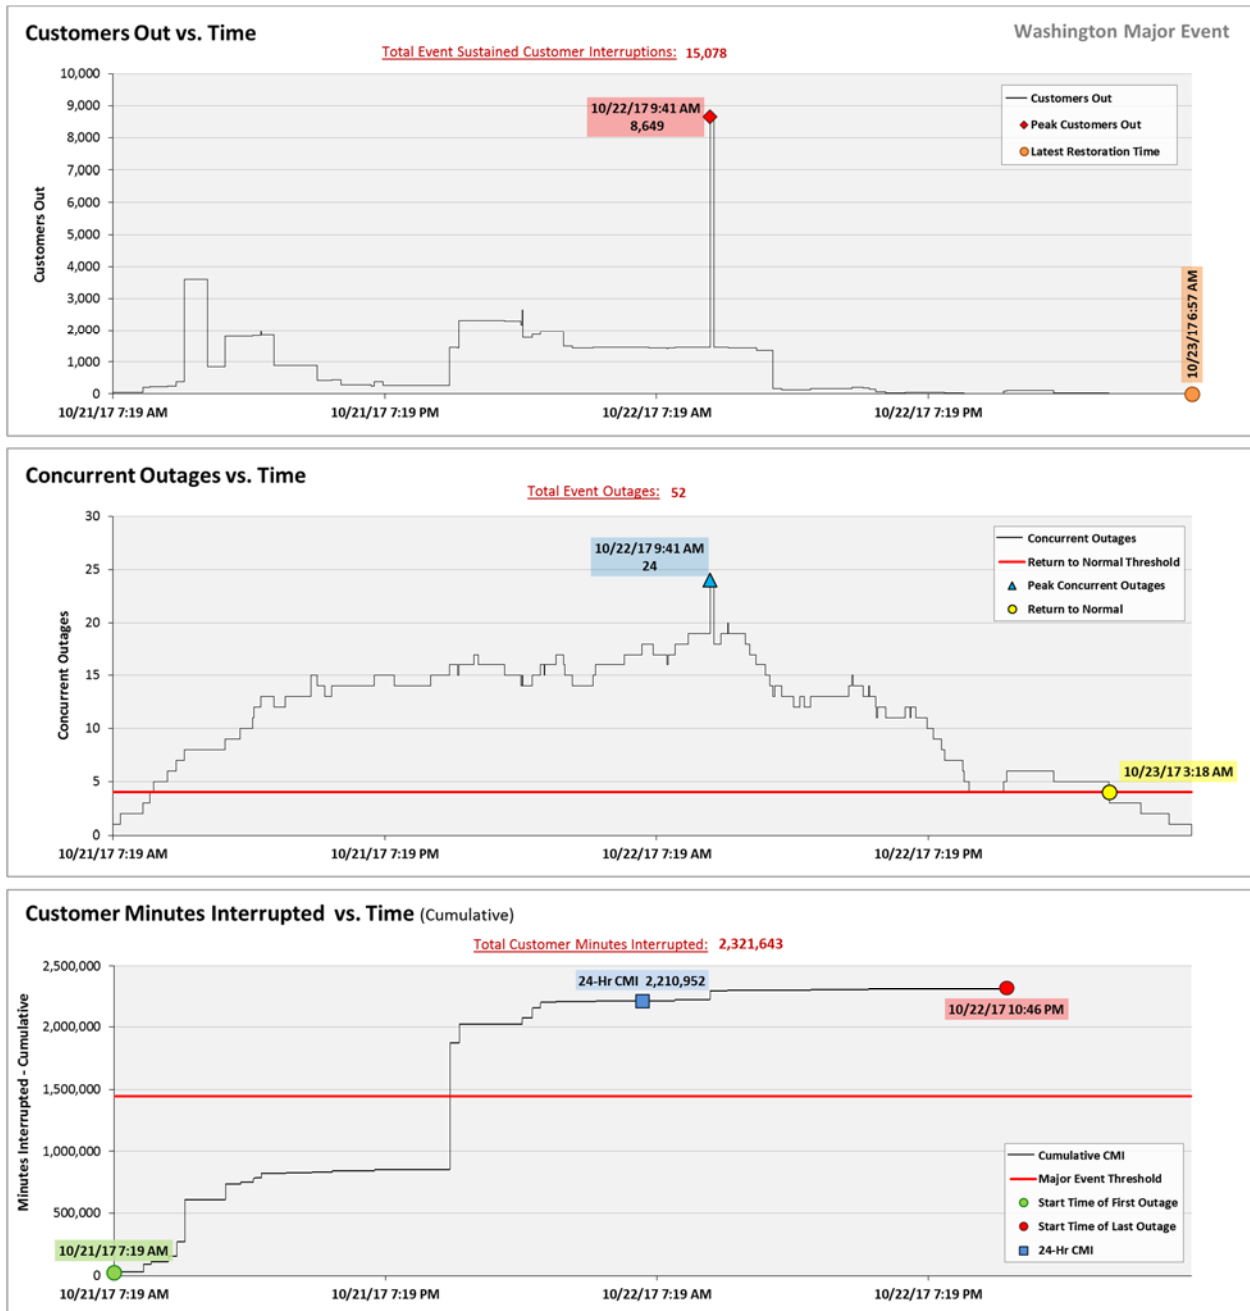 Customers Out vs. Time
Washington Major Event
Total Event Sustained Customer Interruptions: 15,078
10,000
9,000
8,000
7,000
6,000
5,000
4,000
3,000
2,000
1,000
0
Customers Out
10/22/17 9:41 AM
8,649
Customers Out
Peak Customers Out
Latest Restoration Time
10/23/17 6:57 AM
10/21/17 7:19 AM
10/21/17 7:19 PM
10/22/17 7:19 AM
10/22/17 7:19 PM
Concurrent Outages vs. Time
Total Event Outages: 52
30
25
20
15
10
5
0
Concurrent Outages
10/22/17 9:41 AM
24
Concurrent Outages
Return to Normal Threshold
Peak Concurrent Outages
Return to Normal
10/23/17 3:18 AM
10/21/17 7:19 AM
10/21/17 7:19 PM
10/22/17 7:19 AM
10/22/17 7:19 PM
Customer Minutes Interrupted vs. Time (Cumulative)
Total Customer Minutes Interrupted: 2,321,643
2,500,000
2,000,000
1,500,000
1,000,000
500,000
0
Minutes Interrupted - Cumulative
24-Hr CMI 2,210,952
10/22/17 10:46 PM
Cumulative CMI
Major Event Threshold
Start Time of First Outage
Start Time of Last Outage
24-Hr CMI
10/21/17 7:19 AM
10/21/17 7:19 AM
10/21/17 7:19 PM
10/22/17 7:19 AM
10/22/17 7:19 PM